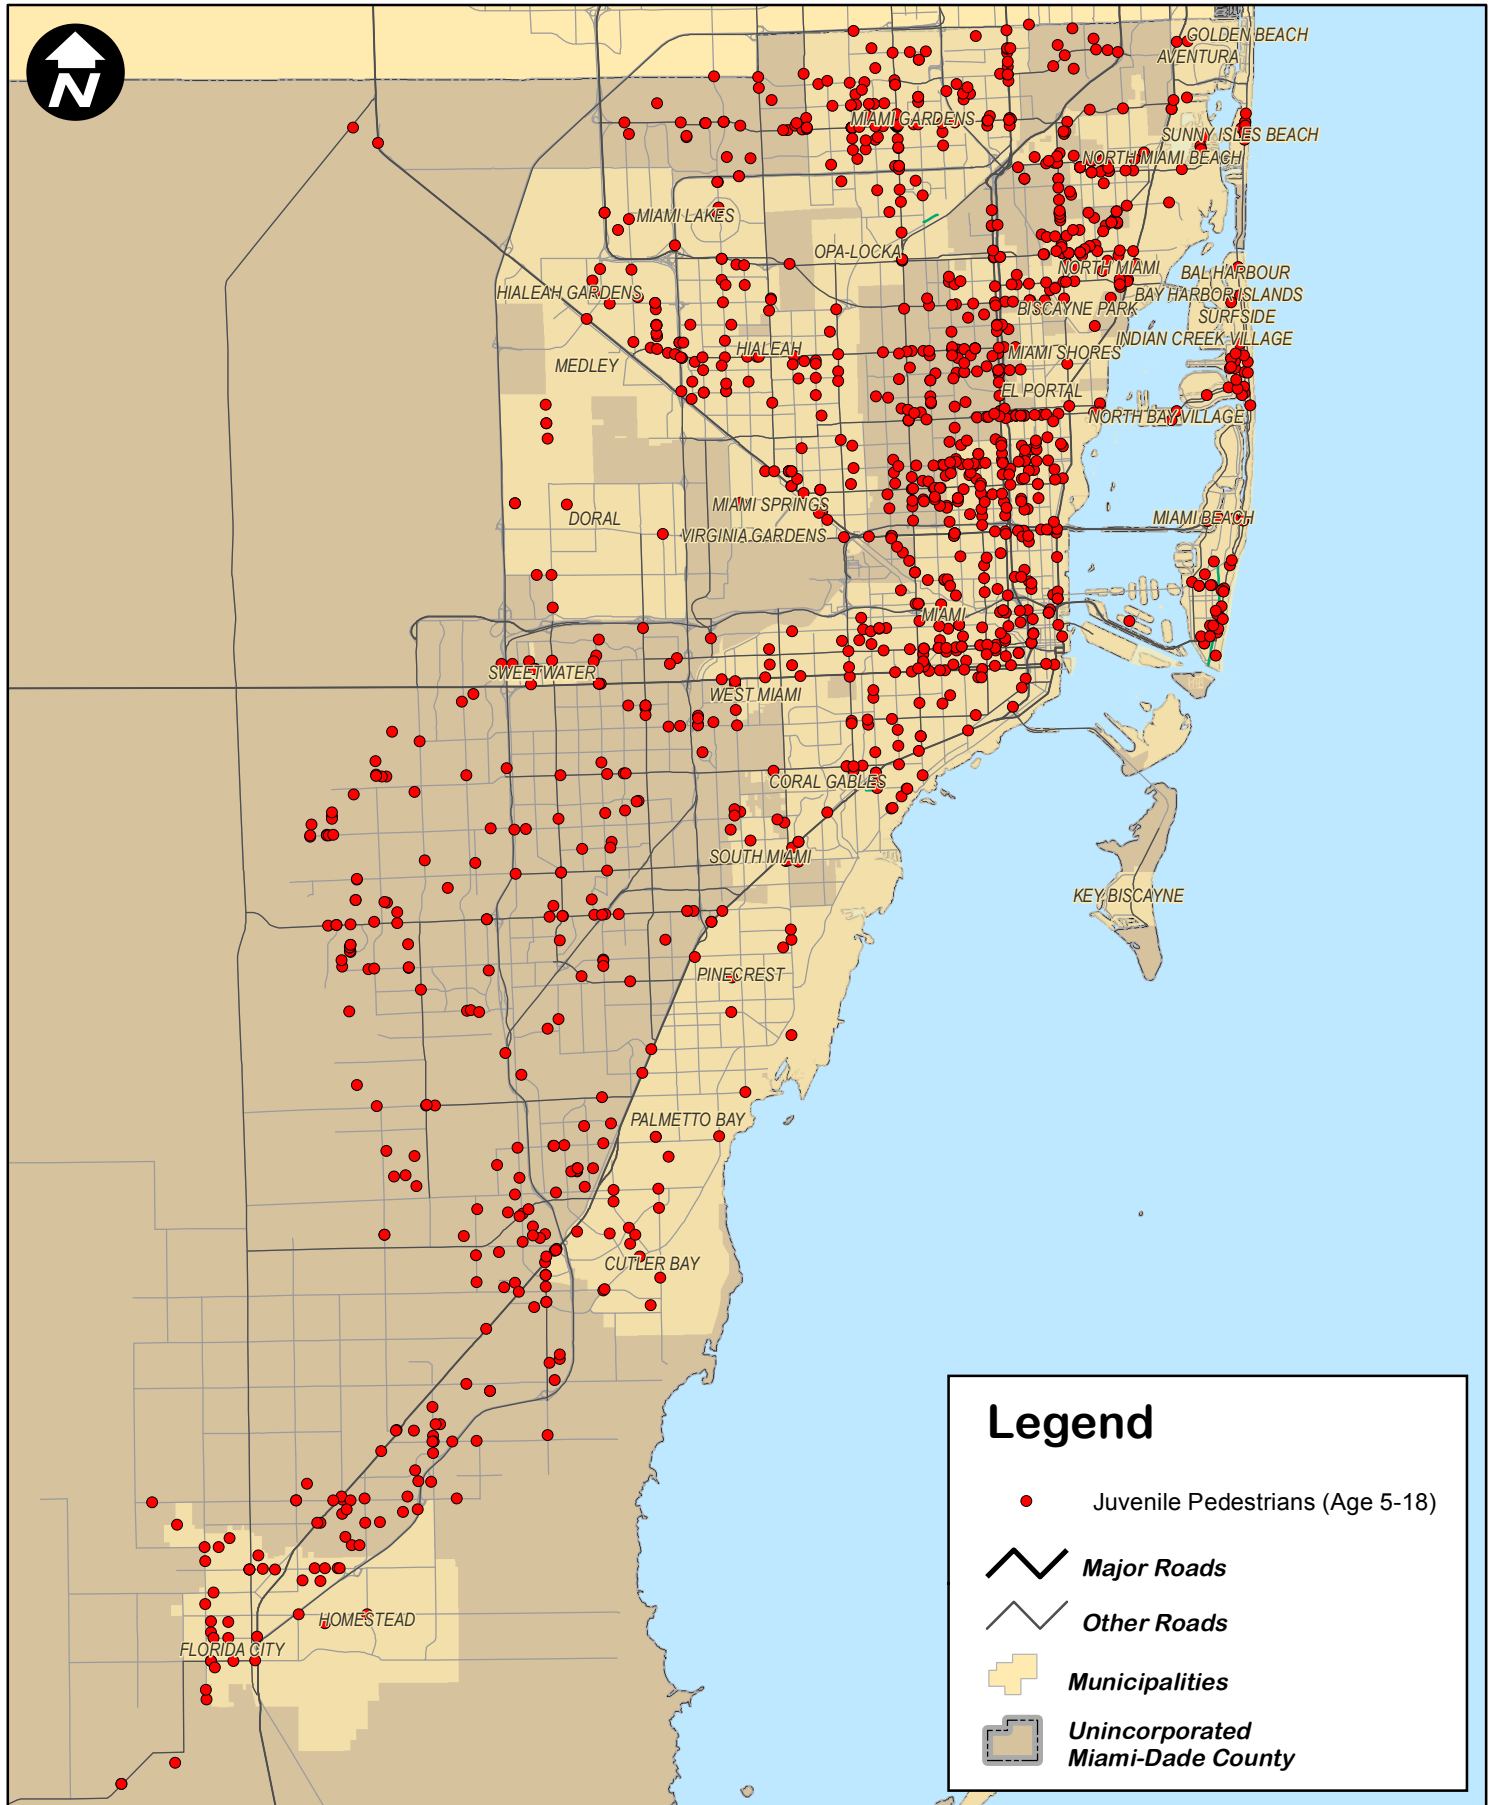 N
GOLDEN BEACH
AVENTURA
MIAMI GARDENS
SUNNY ISLES BEACH
NORTH MIAMI BEACH
MIAMI LAKES
OPA-LOCKA
NORTH MIAMI
BAL HARBOUR
HIALEAH GARDENS
BAY HARBOR ISLANDS
BISCAYNE PARK
SURFSIDE
INDIAN CREEK VILLAGE
HIALEAH
MIAMI SHORES
MEDLEY
EL PORTAL
NORTH BAY VILLAGE
MIAMI SPRINGS
DORAL
MIAMI BEACH
VIRGINIA GARDENS
MIAMI
SWEETWATER
WEST MIAMI
CORAL GABLES
SOUTH MIAMI
KEY BISCAYNE
PINECREST
PALMETTO BAY
CUTLER BAY
HOMESTEAD
FLORIDA CITY
Legend
Juvenile Pedestrians (Age 5-18)
Major Roads
Other Roads
Municipalities
Unincorporated
Miami-Dade County